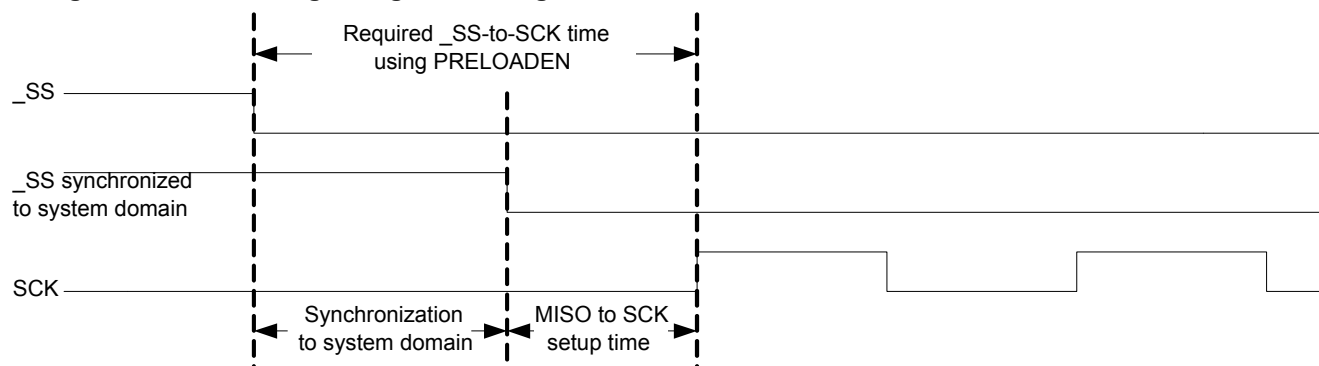 Required _SS-to-SCK time
using PRELOADEN
_SS
_SS synchronized
to system domain
SCK
Synchronization
to system domain
MISO to SCK
setup time